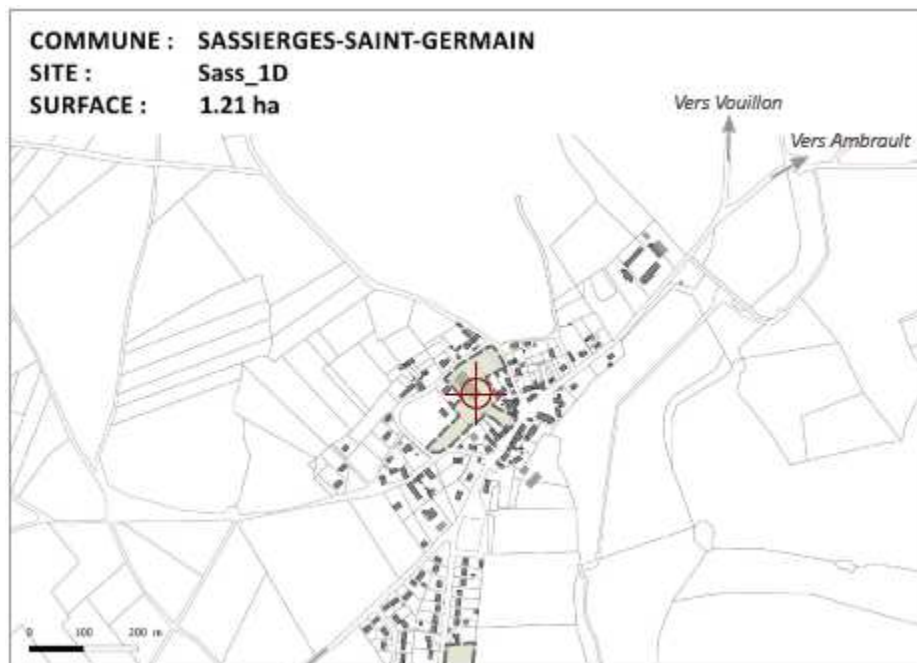 COMMUNE : SASSIERGES-SAINT-GERMAIN
SITE : Sass_1D
SURFACE : 1.21 ha
Vers Vouillon
Vers Ambrault
0 100 200 m